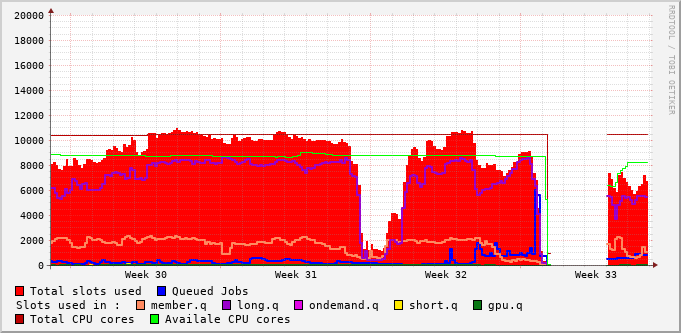 20000
18000
16000
14000
12000
10000
8000
6000
4000
2000
0
Week 30 Week 31 Week 32 Week 33
RRDTOOL / TOBI OETIKER
Total slots used Queued Jobs
Slots used in : member.q long.q ondemand.q short.q gpu.q
Total CPU cores Availale CPU cores